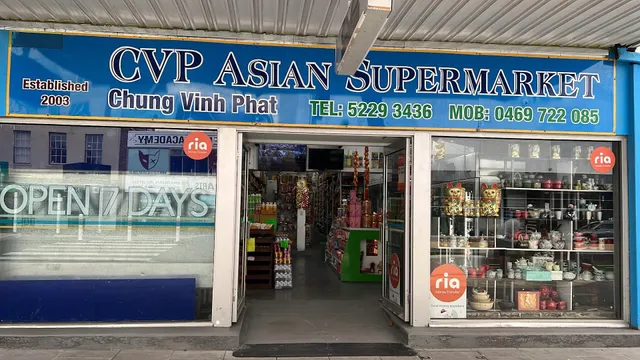 CVP ASIAN SUPERMARKET
Established
2003
Chung Vinh Phat
TEL: 5229 3436 MOB: 0469 722 085
ACADEMY
ria
ria
OPEN 7 DAYS
ria
ria